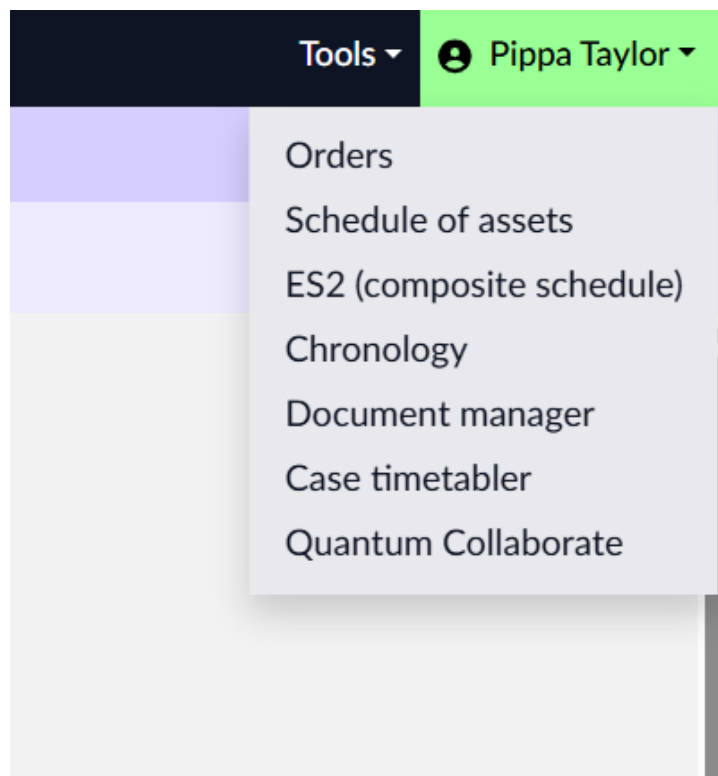 Tools
Pippa Taylor
Orders
Schedule of assets
ES2 (composite schedule)
Chronology
Document manager
Case timetabler
Quantum Collaborate